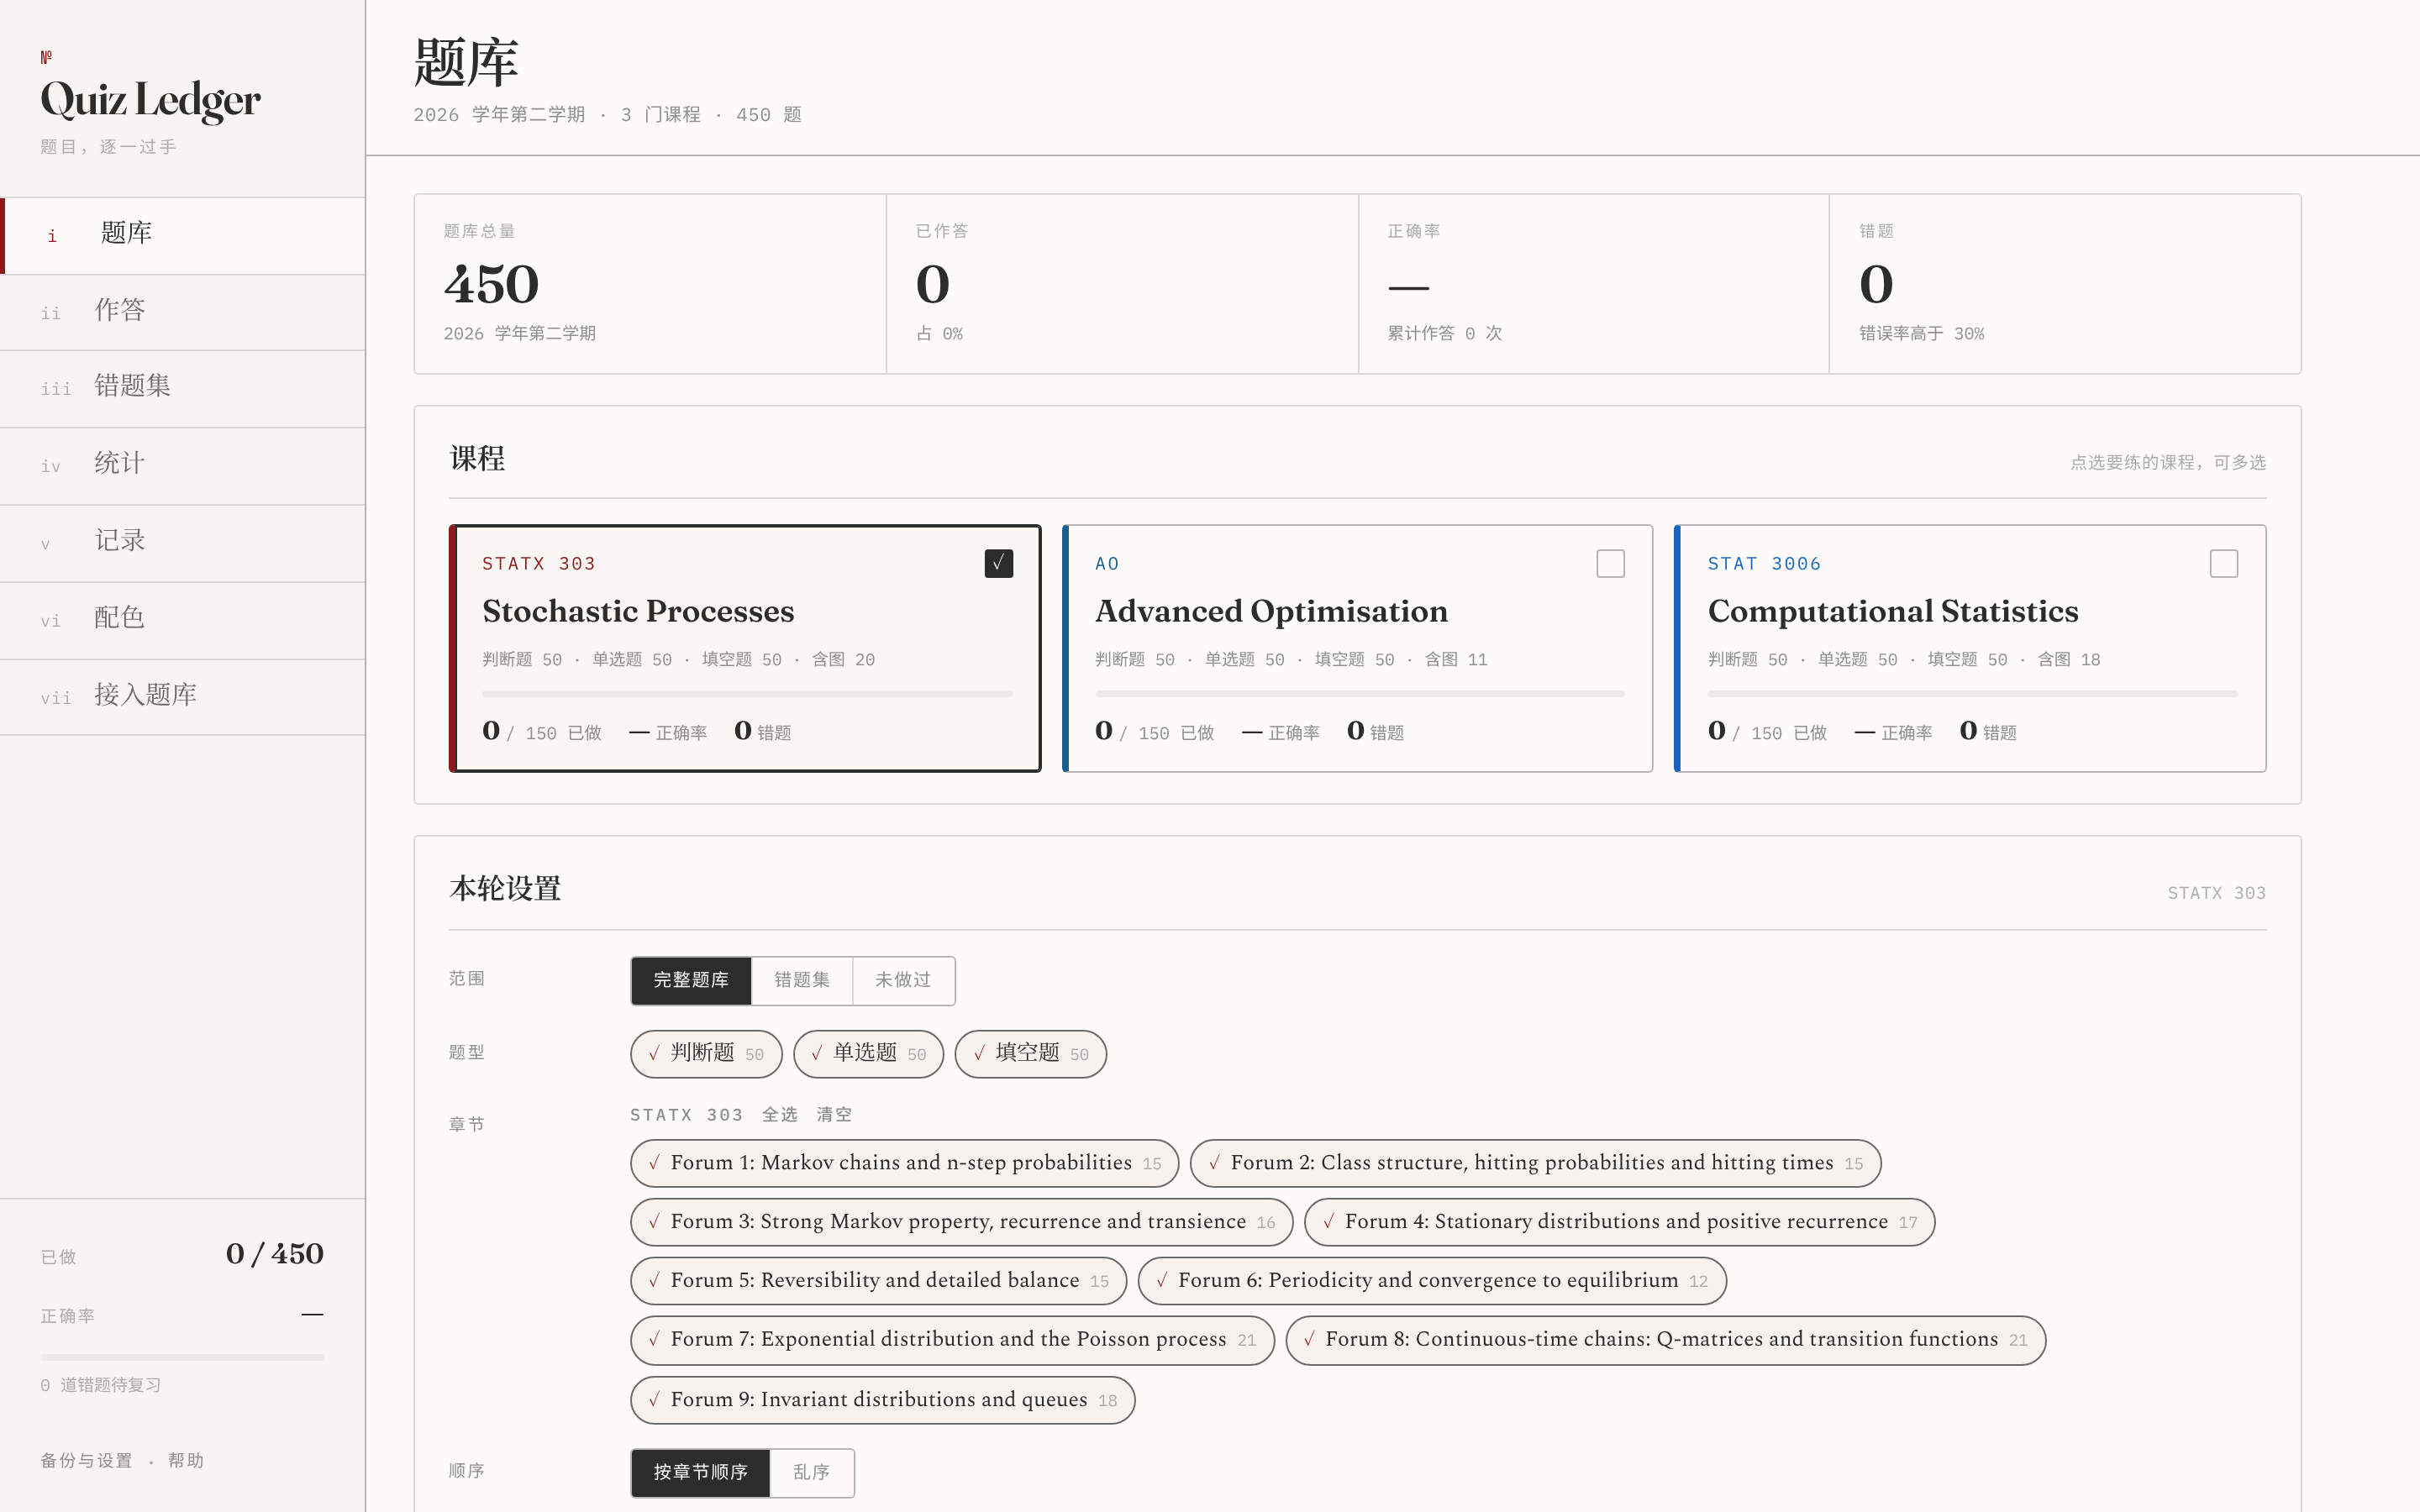 №
Quiz Ledger
题目，逐一过手
i 题库
ii 作答
iii 错题集
iv 统计
v 记录
vi 配色
vii 接入题库
已做 0 / 450
正确率 —
0 道错题待复习
备份与设置 · 帮助
题库
2026 学年第二学期 · 3 门课程 · 450 题
题库总量
450
2026 学年第二学期
已作答
0
占 0%
正确率
—
累计作答 0 次
错题
0
错误率高于 30%
课程
点选要练的课程，可多选
STATX 303 √
Stochastic Processes
判断题 50 · 单选题 50 · 填空题 50 · 含图 20
0 / 150 已做 — 正确率 0 错题
AO
Advanced Optimisation
判断题 50 · 单选题 50 · 填空题 50 · 含图 11
0 / 150 已做 — 正确率 0 错题
STAT 3006
Computational Statistics
判断题 50 · 单选题 50 · 填空题 50 · 含图 18
0 / 150 已做 — 正确率 0 错题
本轮设置
STATX 303
范围
完整题库 错题集 未做过
题型
√ 判断题 50 √ 单选题 50 √ 填空题 50
章节
STATX 303 全选 清空
√ Forum 1: Markov chains and n-step probabilities 15 √ Forum 2: Class structure, hitting probabilities and hitting times 15
√ Forum 3: Strong Markov property, recurrence and transience 16 √ Forum 4: Stationary distributions and positive recurrence 17
√ Forum 5: Reversibility and detailed balance 15 √ Forum 6: Periodicity and convergence to equilibrium 12
√ Forum 7: Exponential distribution and the Poisson process 21 √ Forum 8: Continuous-time chains: Q-matrices and transition functions 21
√ Forum 9: Invariant distributions and queues 18
顺序
按章节顺序 乱序